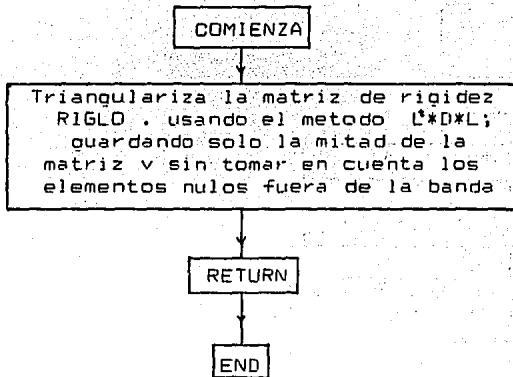 COMIENZA
Triangulariza la matriz de rigidez
RIGLO . usando el metodo L*D*L;
guardando solo la mitad de la
matriz y sin tomar en cuenta los
elementos nulos fuera de la banda
RETURN
END